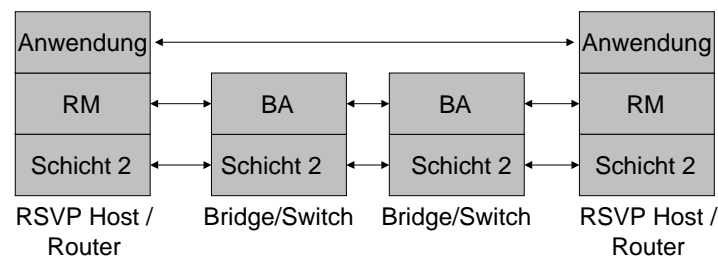 Anwendung Anwendung
RM BA BA RM
Schicht 2 Schicht 2 Schicht 2 Schicht 2
RSVP Host / Bridge/Switch Bridge/Switch RSVP Host /
Router Router